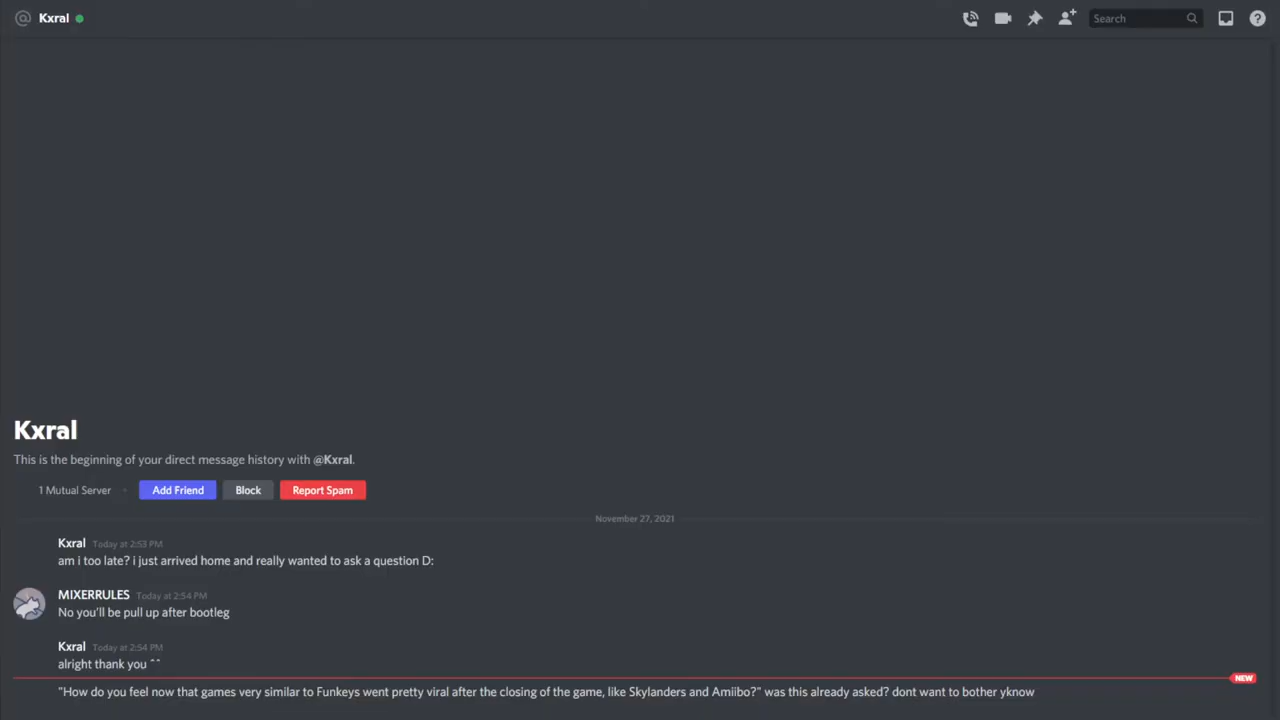 @ Kxral
Search
Kxral
This is the beginning of your direct message history with @Kxral.
1 Mutual Server
Add Friend
Block
Report Spam
November 27, 2021
Kxral Today at 2:53 PM
am i too late? i just arrived home and really wanted to ask a question D:
MIXERRULES Today at 2:54 PM
No you'll be pull up after bootleg
Kxral Today at 2:54 PM
alright thank you ^^
NEW
"How do you feel now that games very similar to Funkeys went pretty viral after the closing of the game, like Skylanders and Amiibo?" was this already asked? dont want to bother yknow